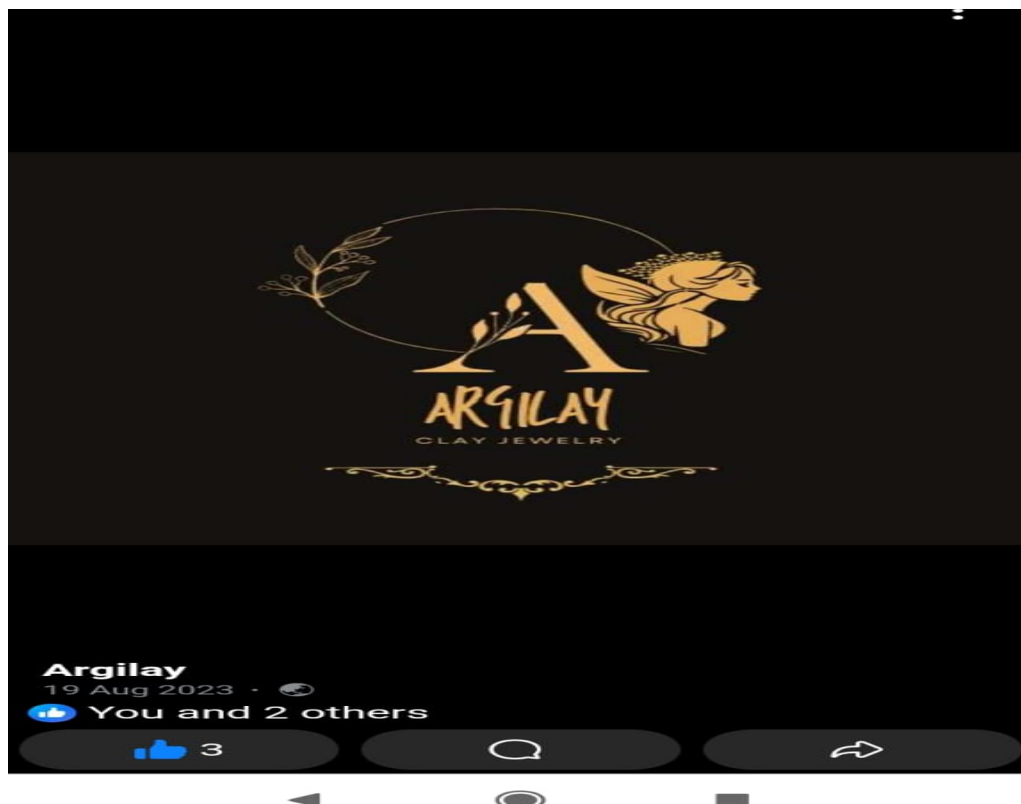 A
ARGILAY
CLAY JEWELRY
Argilay
19 Aug 2023 ·
You and 2 others
3